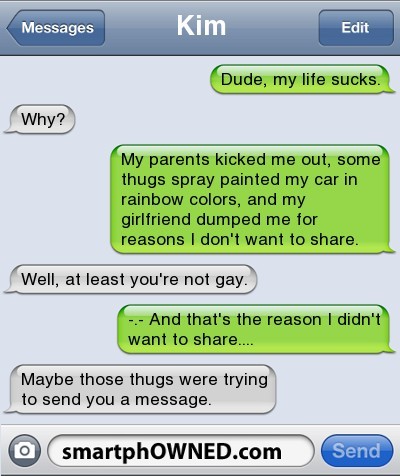 Messages
Kim
Edit
Dude, my life sucks.
Why?
My parents kicked me out, some
thugs spray painted my car in
rainbow colors, and my
girlfriend dumped me for
reasons I don't want to share.
Well, at least you're not gay.
-.- And that's the reason I didn't
want to share....
Maybe those thugs were trying
to send you a message.
smartphOWNED.com
Send